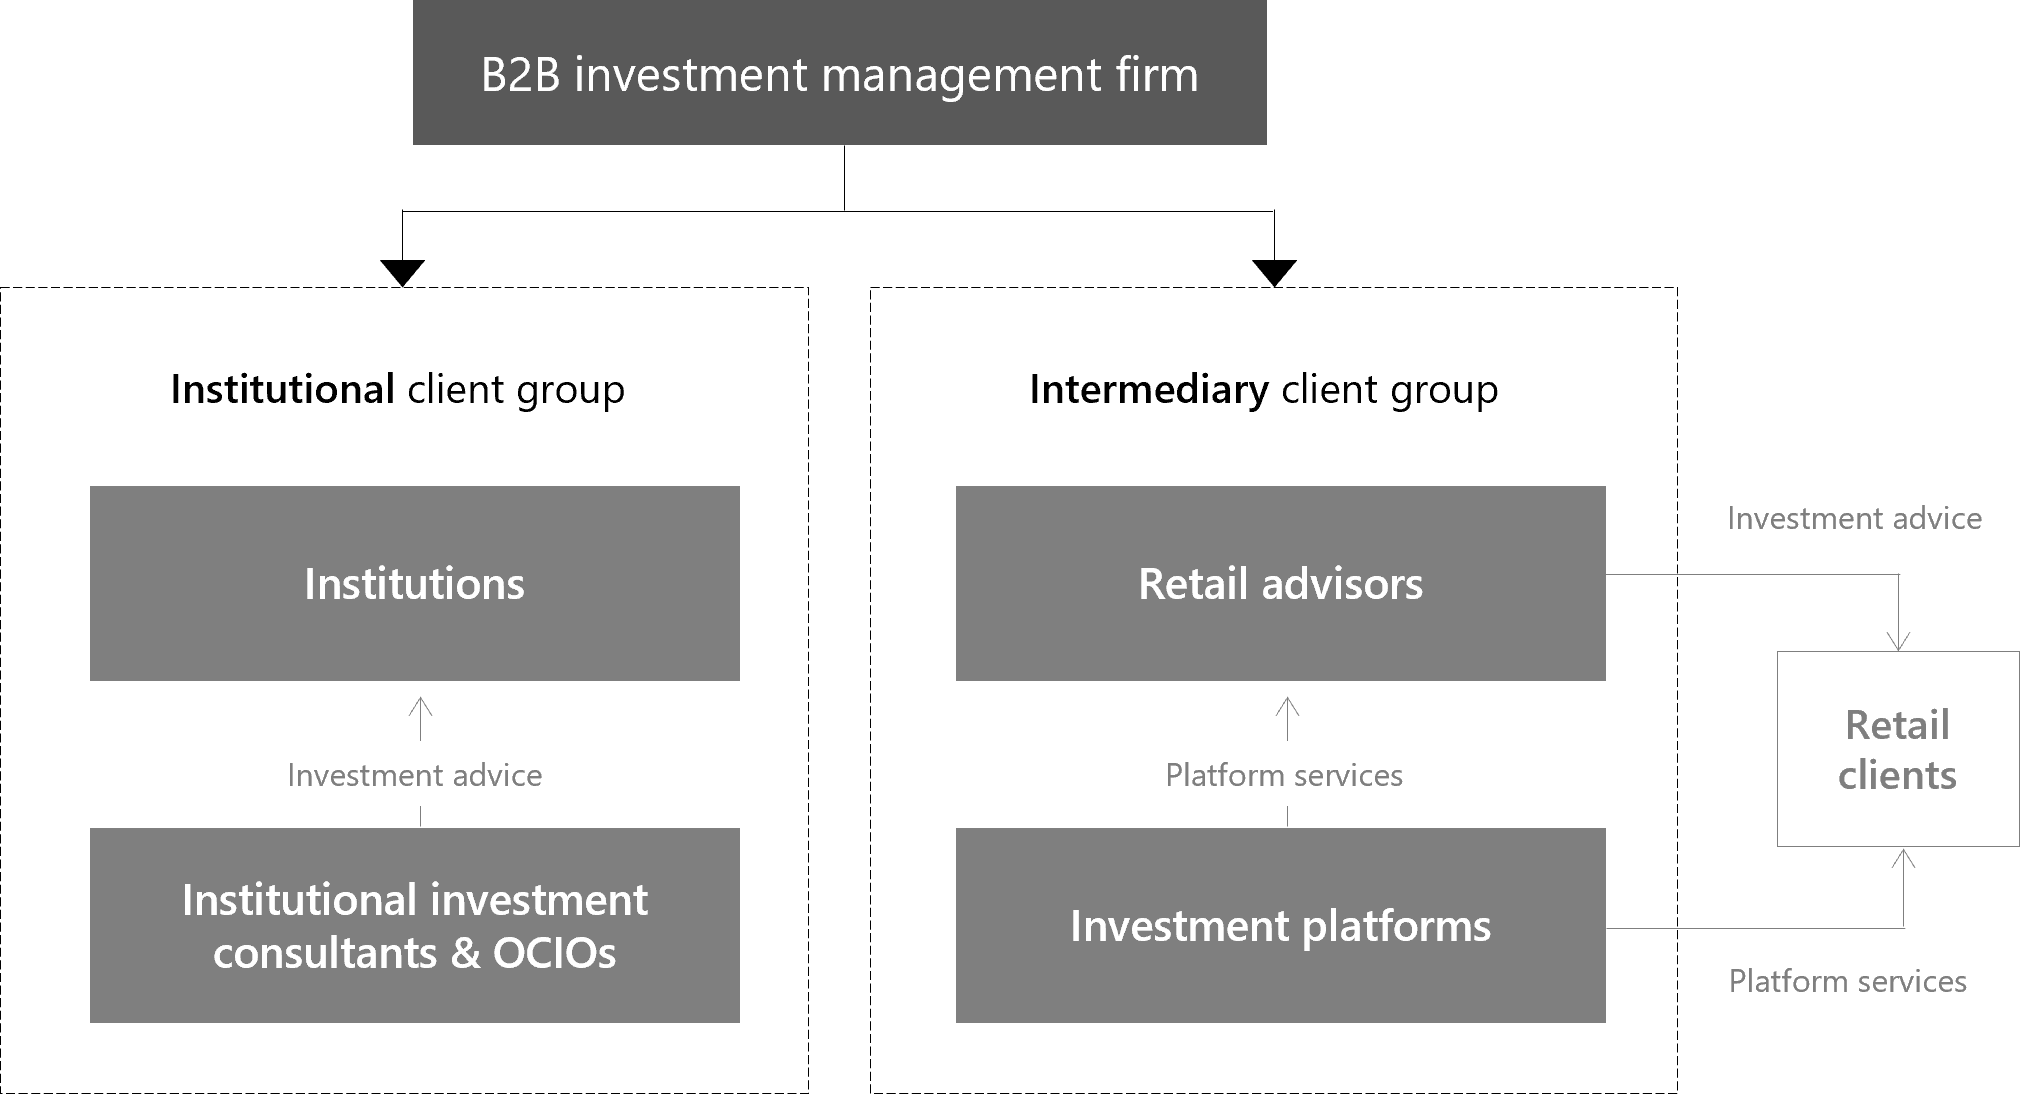 B2B investment management firm
Institutional client group
Institutions
Investment advice
Institutional investment
consultants & OCIOs
Intermediary client group
Retail advisors
Platform services
Investment platforms
Investment advice
Retail
clients
Platform services